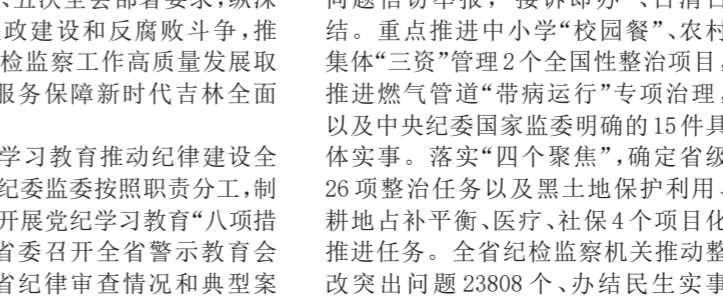 、五次全会部署要求，纵深
政建设和反腐败斗争，推
检监察工作高质量发展取
服务保障新时代吉林全面
学习教育推动纪律建设全
纪委监委按照职责分工，制
开展党纪学习教育“八项措
省委召开全省警示教育会
省纪律审查情况和典型案
问题信访举报，“接诉即办”、
结。重点推进中小学“校园餐”、农村
集体“三资”管理2个全国性整治项目，
推进燃气管道“带病运行”专项治理，
以及中央纪委国家监委明确的15件具
体实事。落实“四个聚焦”，确定省级
26项整治任务以及黑土地保护利用、
耕地占补平衡、医疗、社保4个项目化
推进任务。全省纪检监察机关推动整
改突出问题23808个、办结民生实事